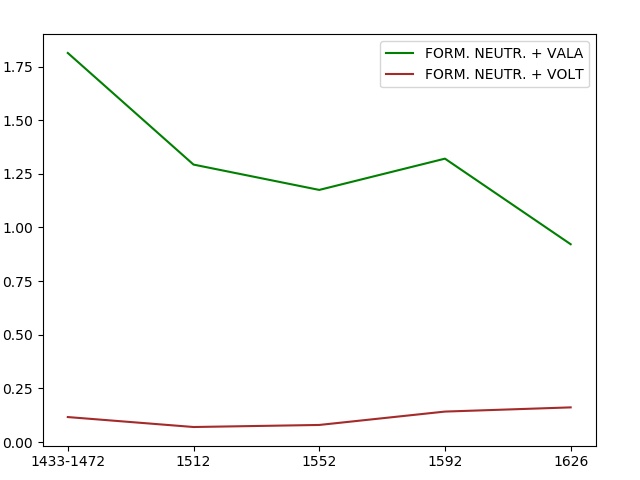 FORM. NEUTR. + VALA
FORM. NEUTR. + VOLT
1.75
1.50
1.25
1.00
0.75
0.50
0.25
0.00
1433-1472 1512 1552 1592 1626